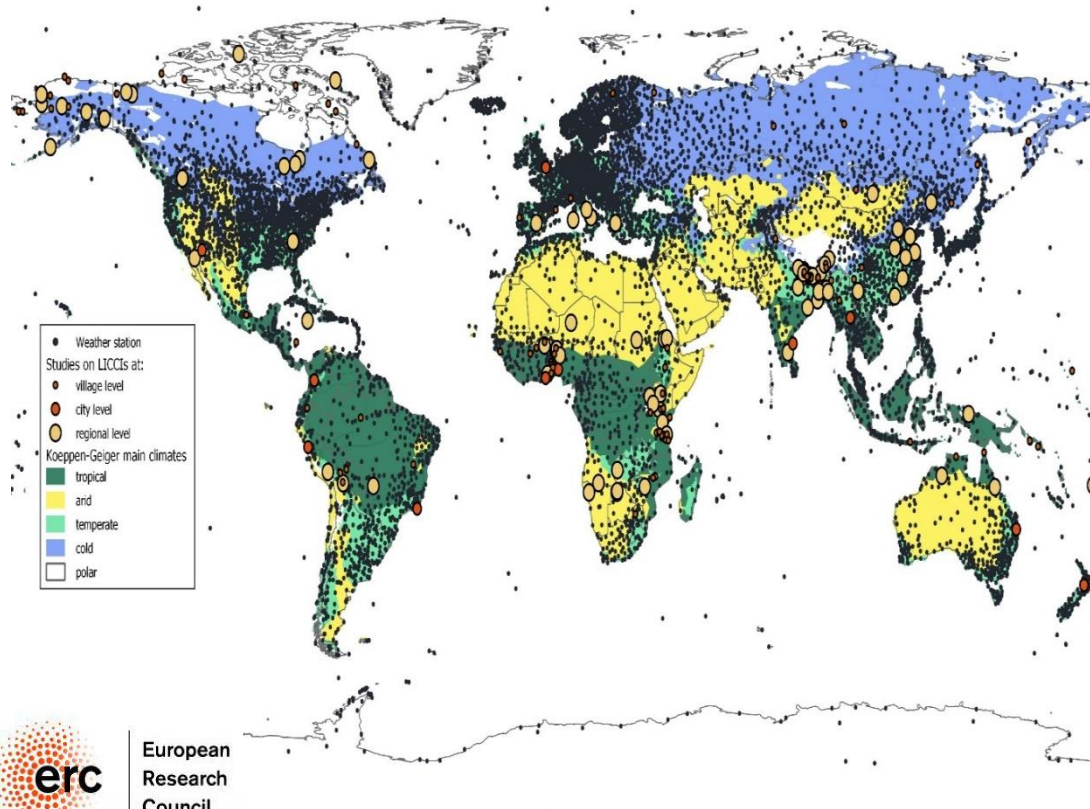 Weather station
Studies on LICCIs at:
village level
city level
regional level
Koeppen-Geiger main climates
tropical
arid
temperate
cold
polar
erc
European
Research
Council